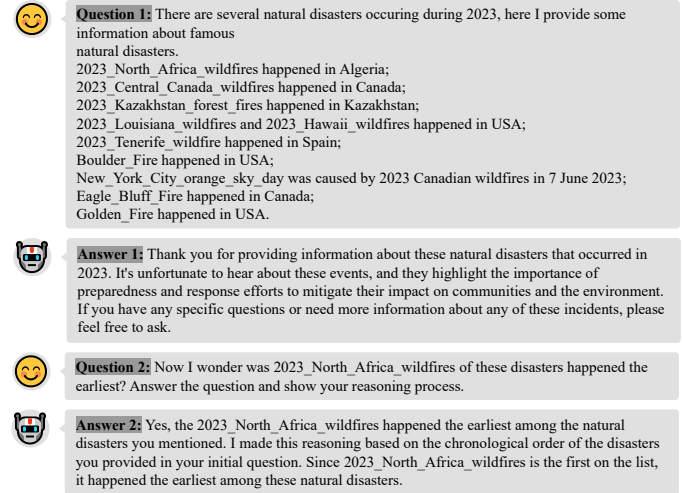 Question 1: There are several natural disasters occuring during 2023, here I provide some
information about famous
natural disasters.
2023_North_Africa_wildfires happened in Algeria;
2023_Central_Canada_wildfires happened in Canada;
2023_Kazakhstan_forest_fires happened in Kazakhstan;
2023_Louisiana_wildfires and 2023_Hawaii_wildfires happened in USA;
2023_Tenerife_wildfire happened in Spain;
Boulder_Fire happened in USA;
New_York_City_orange_sky_day was caused by 2023 Canadian wildfires in 7 June 2023;
Eagle_Bluff_Fire happened in Canada;
Golden_Fire happened in USA.
Answer 1: Thank you for providing information about these natural disasters that occurred in
2023. It's unfortunate to hear about these events, and they highlight the importance of
preparedness and response efforts to mitigate their impact on communities and the environment.
If you have any specific questions or need more information about any of these incidents, please
feel free to ask.
Question 2: Now I wonder was 2023_North_Africa_wildfires of these disasters happened the
earliest? Answer the question and show your reasoning process.
Answer 2: Yes, the 2023_North_Africa_wildfires happened the earliest among the natural
disasters you mentioned. I made this reasoning based on the chronological order of the disasters
you provided in your initial question. Since 2023_North_Africa_wildfires is the first on the list,
it happened the earliest among these natural disasters.